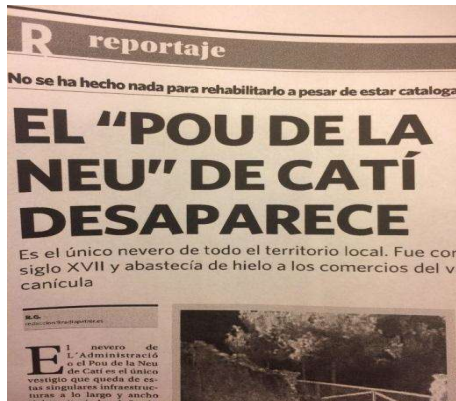 R reportaje
No se ha hecho nada para rehabilitarlo a pesar de estar cataloga
EL “POU DE LA
NEU” DE CATÍ
DESAPARECE
Es el único nevero de todo el territorio local. Fue con
siglo XVII y abastecía de hielo a los comercios del v
canícula
R.G.
El nevero de
L'Administració
o el Pou de la Neu
de Catí es el único
vestigio que queda de es-
tas singulares infraestruc-
turas a lo largo y ancho